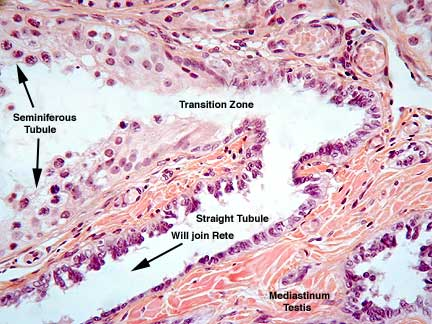 Transition Zone
Seminiferous
Tubule
Straight Tubule
Will join Rete
Mediastinum
Testis